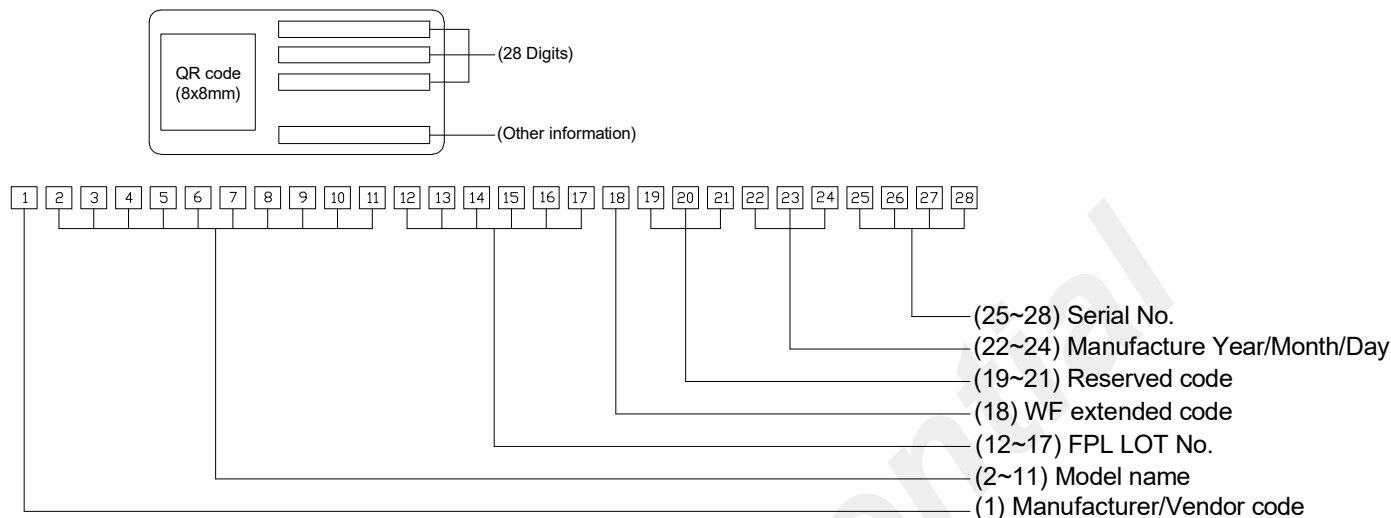 QR code
(8x8mm)
(28 Digits)
(Other information)
1 2 3 4 5 6 7 8 9 10 11 12 13 14 15 16 17 18 19 20 21 22 23 24 25 26 27 28
(25~28) Serial No.
(22~24) Manufacture Year/Month/Day
(19~21) Reserved code
(18) WF extended code
(12~17) FPL LOT No.
(2~11) Model name
(1) Manufacturer/Vendor code
ential